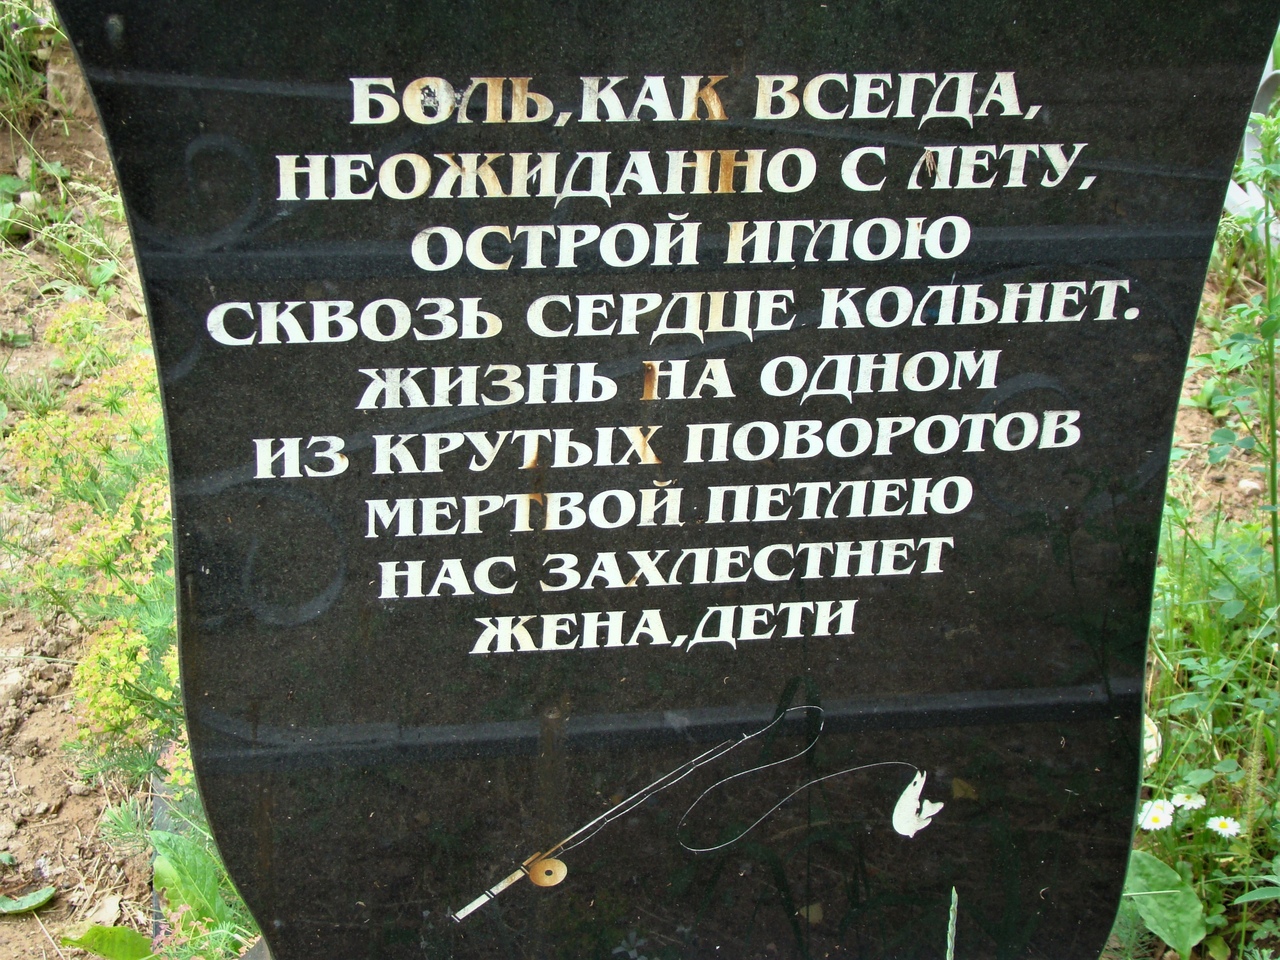 БОЛЬ, КАК ВСЕГДА,
НЕОЖИДАННО С ЛЕТУ,
ОСТРОЙ ИГЛОЮ
СКВОЗЬ СЕРДЦЕ КОЛЬНЕТ.
ЖИЗНЬ НА ОДНОМ
ИЗ КРУТЫХ ПОВОРОТОВ
МЕРТВОЙ ПЕТЛЕЮ
НАС ЗАХЛЕСТНЕТ
ЖЕНА, ДЕТИ